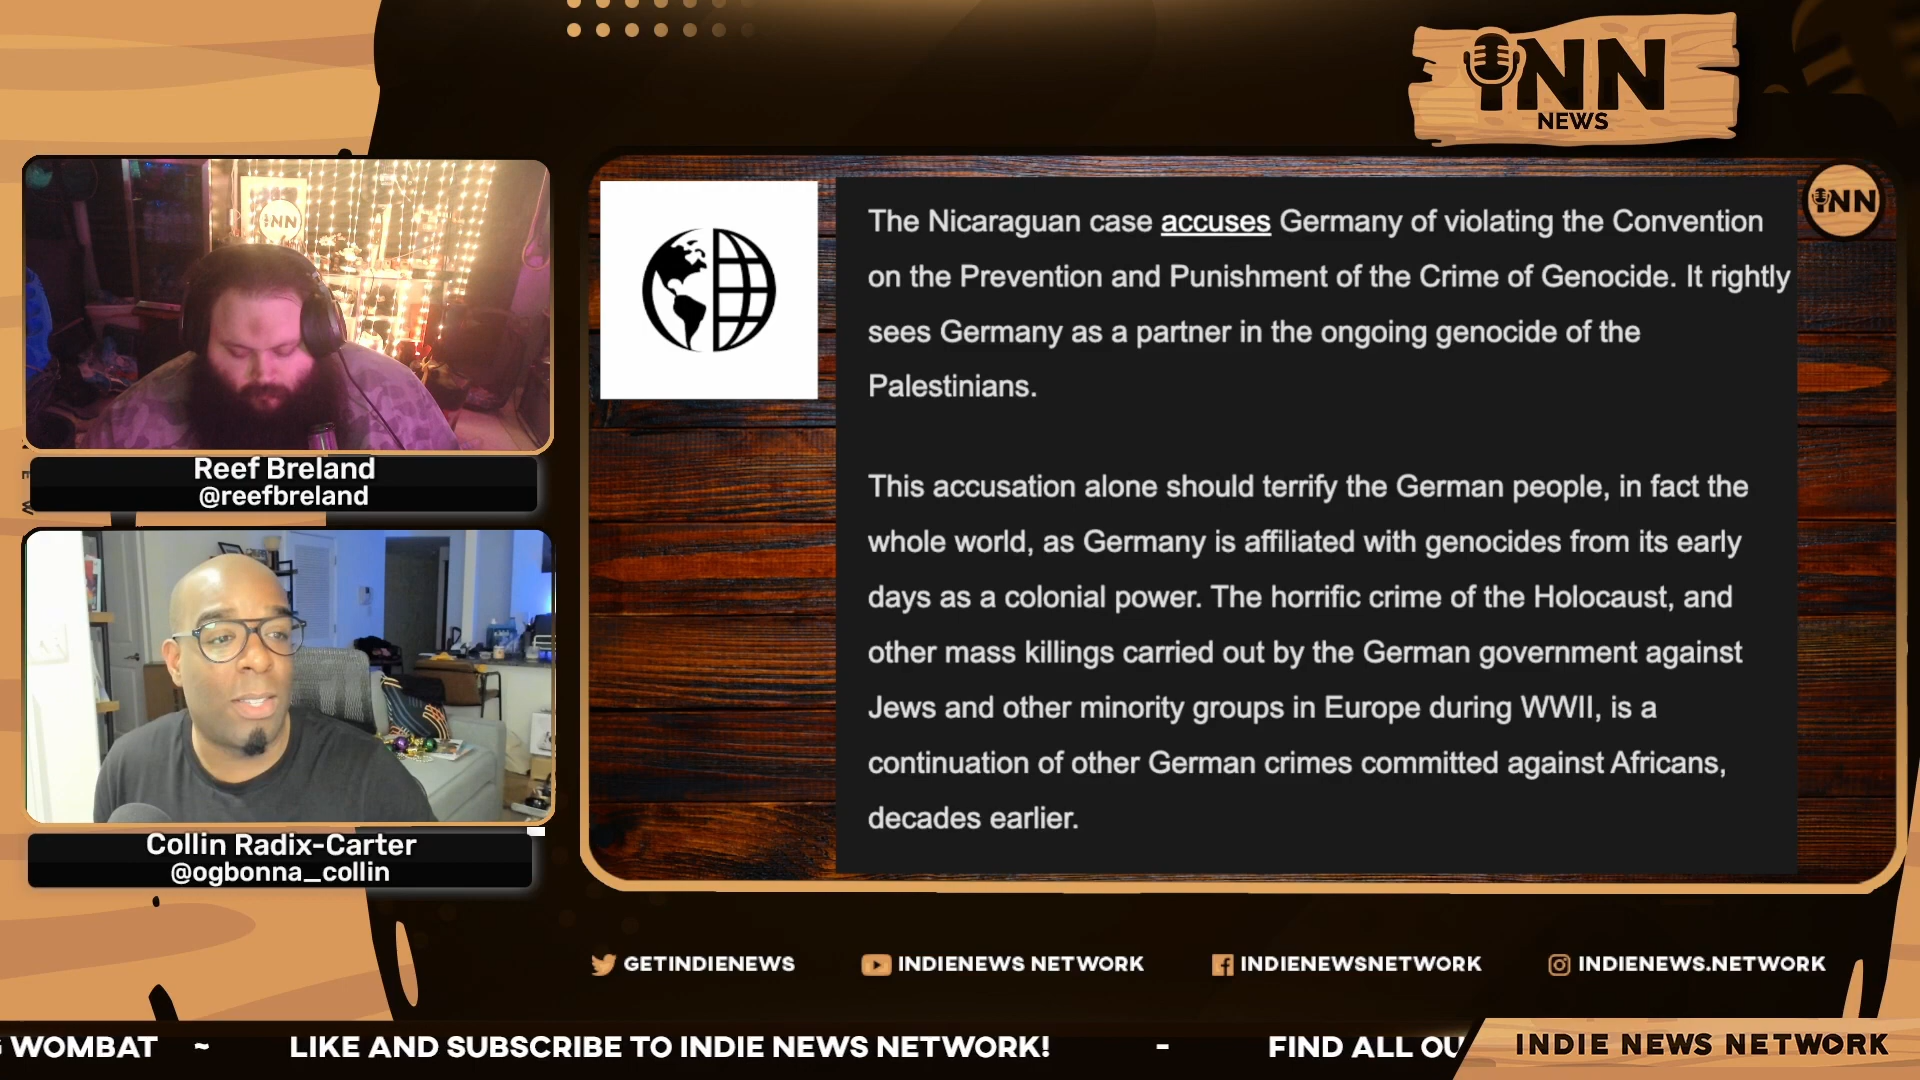 iNN
NEWS
iNN
iNN
The Nicaraguan case accuses Germany of violating the Convention
on the Prevention and Punishment of the Crime of Genocide. It rightly
sees Germany as a partner in the ongoing genocide of the
Palestinians.
This accusation alone should terrify the German people, in fact the
whole world, as Germany is affiliated with genocides from its early
days as a colonial power. The horrific crime of the Holocaust, and
other mass killings carried out by the German government against
Jews and other minority groups in Europe during WWII, is a
continuation of other German crimes committed against Africans,
decades earlier.
Reef Breland
@reefbreland
Collin Radix-Carter
@ogbonna_collin
GETINDIENEWS
INDIENEWS NETWORK
INDIENEWSNETWORK
INDIENEWS.NETWORK
WOMBAT ~ LIKE AND SUBSCRIBE TO INDIE NEWS NETWORK! - FIND ALL OU
INDIE NEWS NETWORK